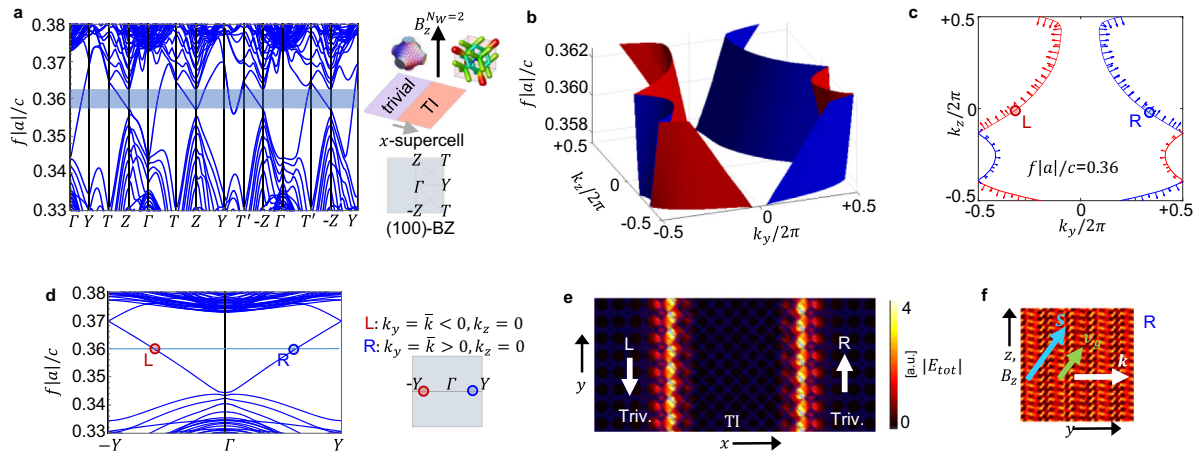 a
0.38
0.37
0.36
0.35
0.34
0.33
f|a|/c
Γ Y T Z Γ T Z Y T' -Z Γ T' -Z Y
B_z^{N_W=2}
trivial
TI
x-supercell
Z T
Γ Y
-Z T
(100)-BZ
b
0.362
0.36
0.358
f|a|/c
+0.5
0
-0.5
k_z/2π
-0.5
0
+0.5
k_y/2π
c
+0.5
0
-0.5
k_z/2π
L
R
f|a|/c=0.36
-0.5 0 +0.5
k_y/2π
d
0.38
0.37
0.36
0.35
0.34
0.33
f|a|/c
L
R
−Y Γ Y
L: k_y = k̄ < 0, k_z = 0
R: k_y = k̄ > 0, k_z = 0
-Y Γ Y
e
y
L
R
Triv.
TI
Triv.
x
4
0
[a.u.]
|E_tot|
f
R
z,
B_z
S
v_g
k
y